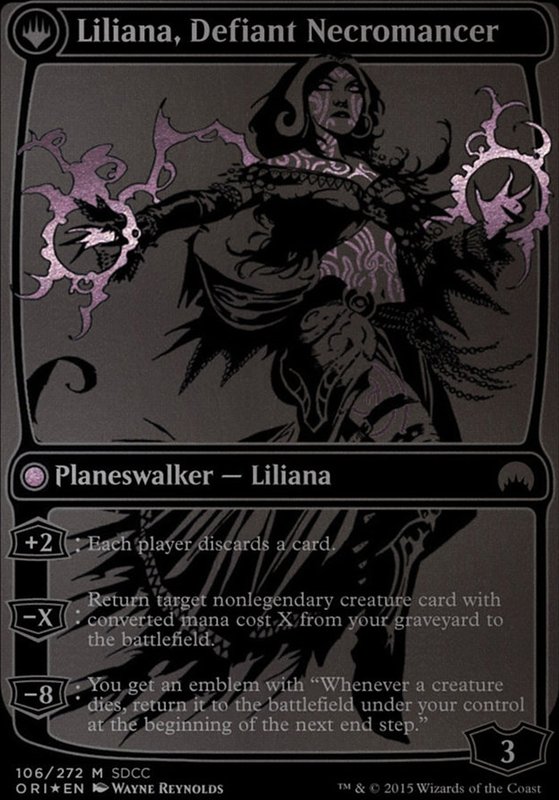 Liliana, Defiant Necromancer
Planeswalker — Liliana
+2 : Each player discards a card.
−X : Return target nonlegendary creature card with
converted mana cost X from your graveyard to
the battlefield.
−8 : You get an emblem with “Whenever a creature
dies, return it to the battlefield under your control
at the beginning of the next end step.”
3
106/272 M SDCC
ORI★EN Wayne Reynolds
™ & © 2015 Wizards of the Coast